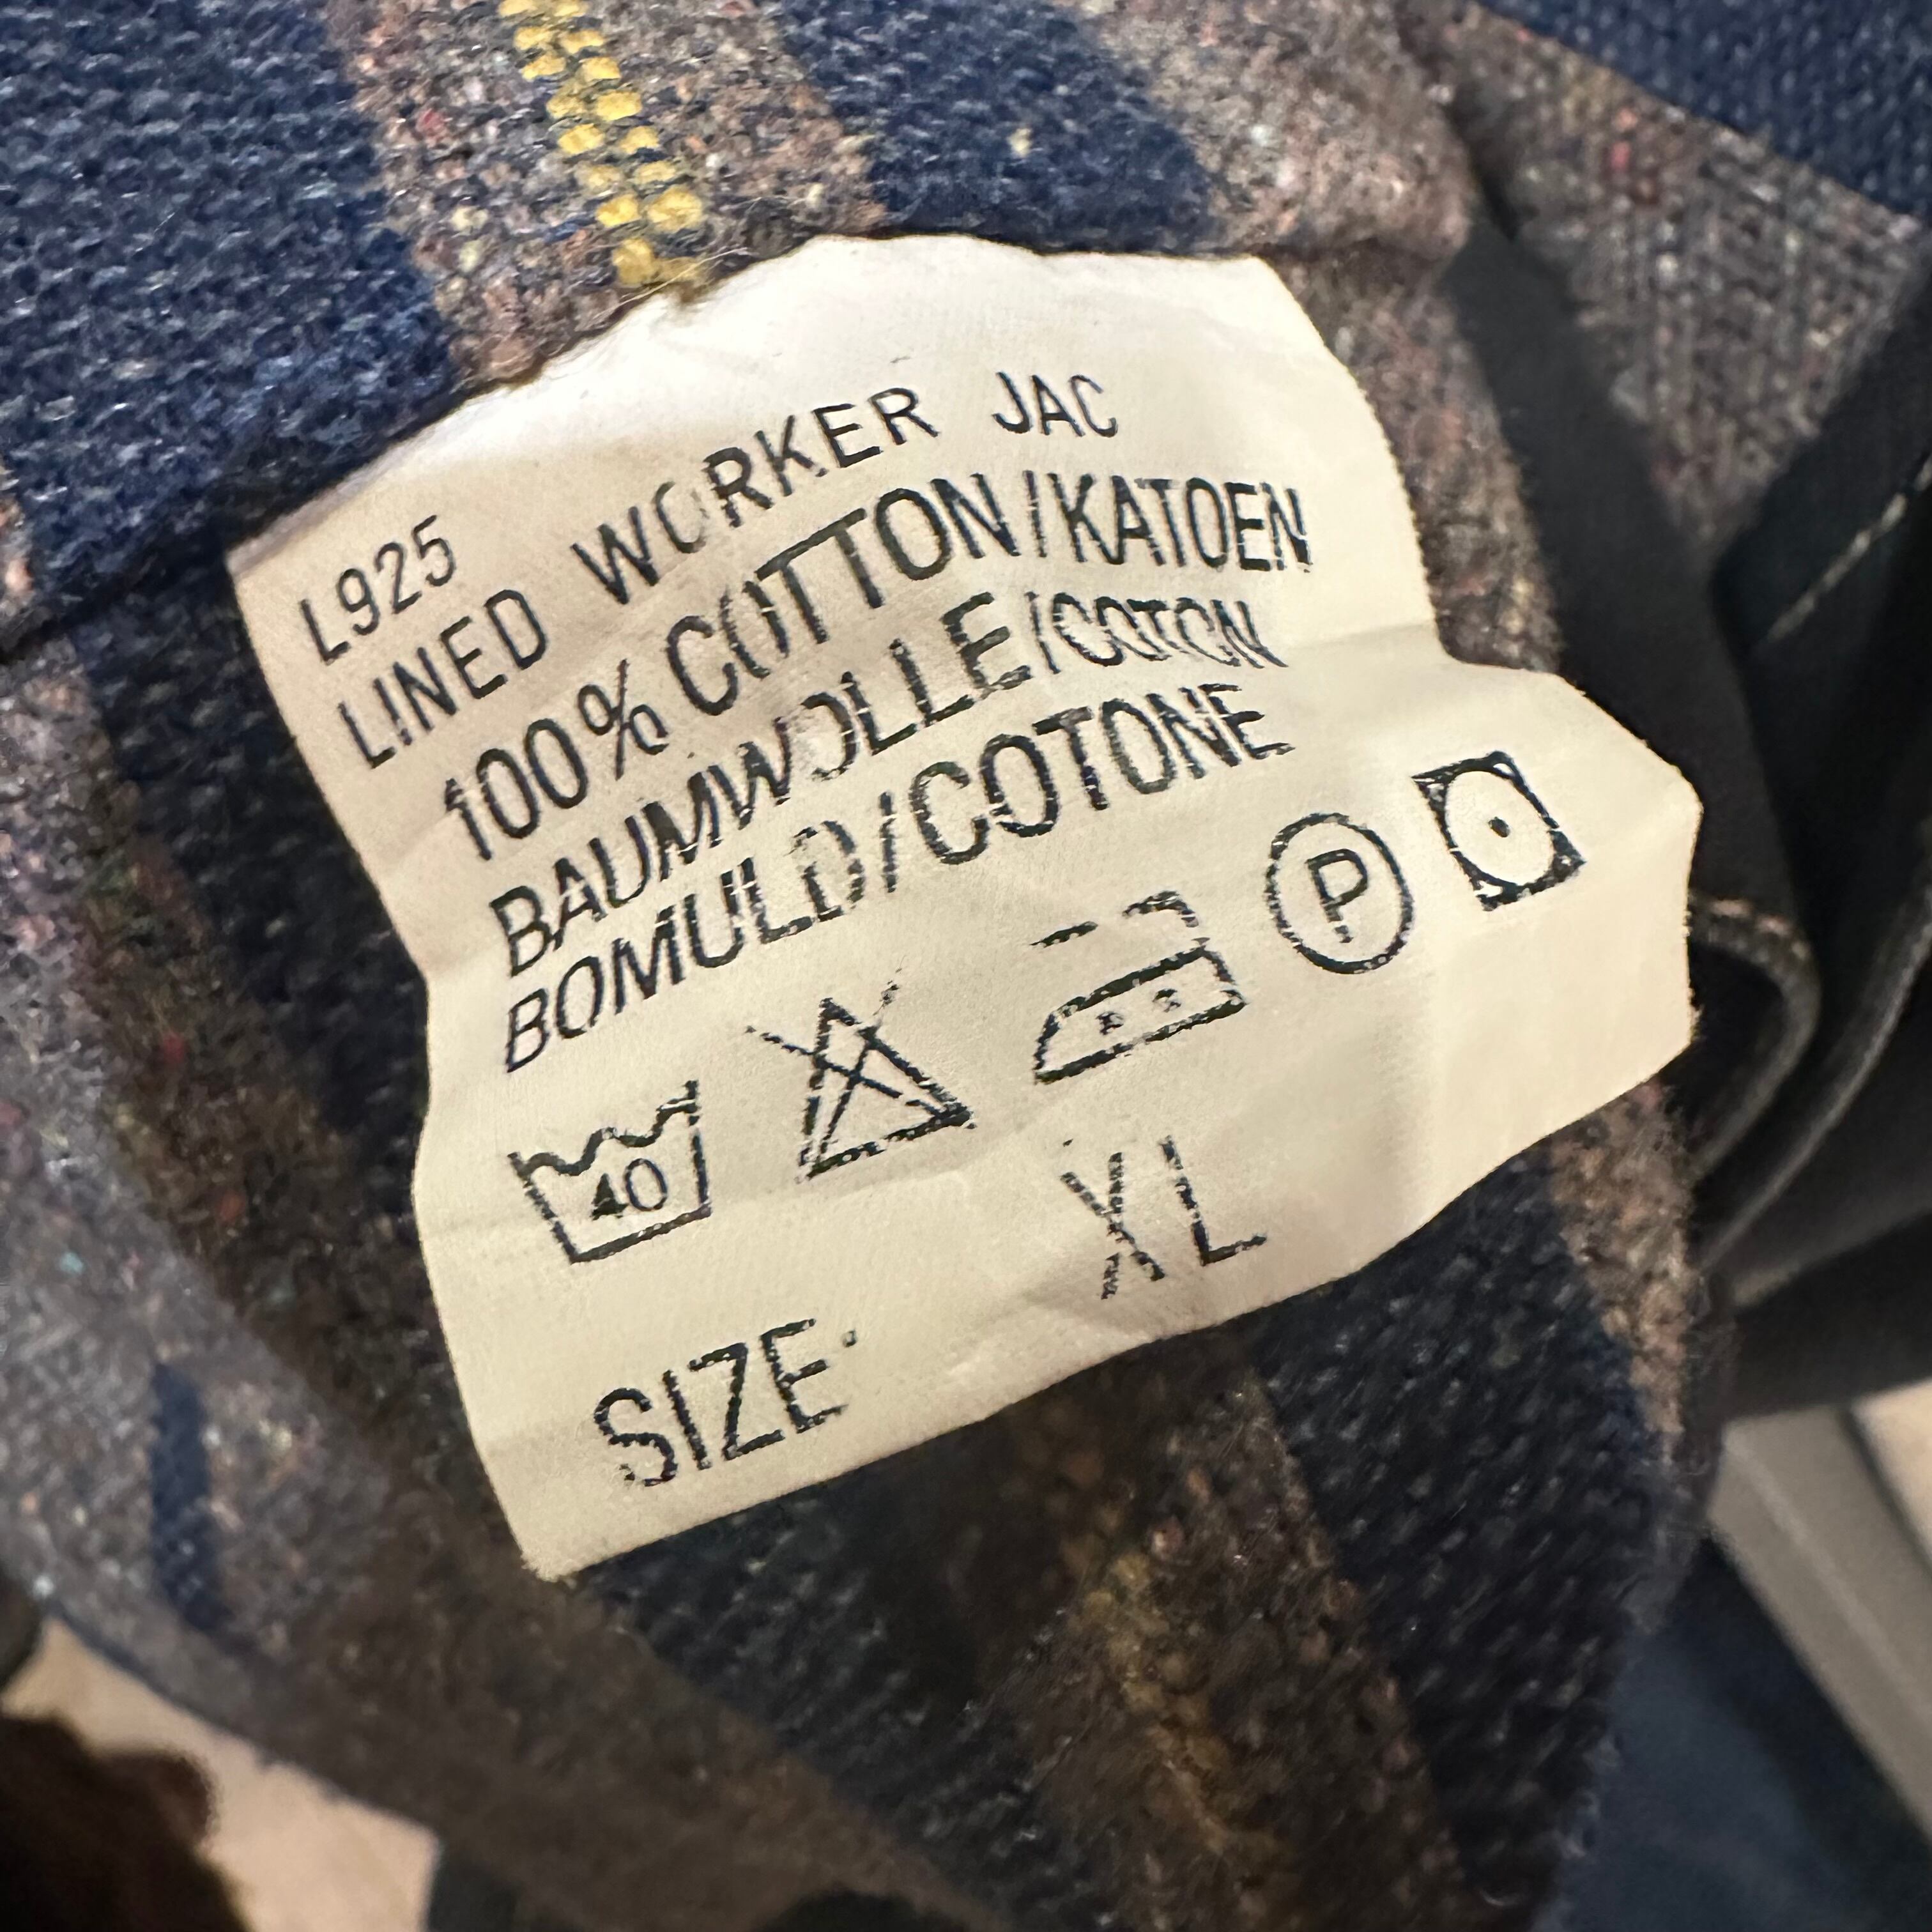 L925
LINED WORKER JAC
100% COTTON/KATOEN
BAUMWOLLE/COTON
BOMULD/COTONE
40 P
SIZE: XL